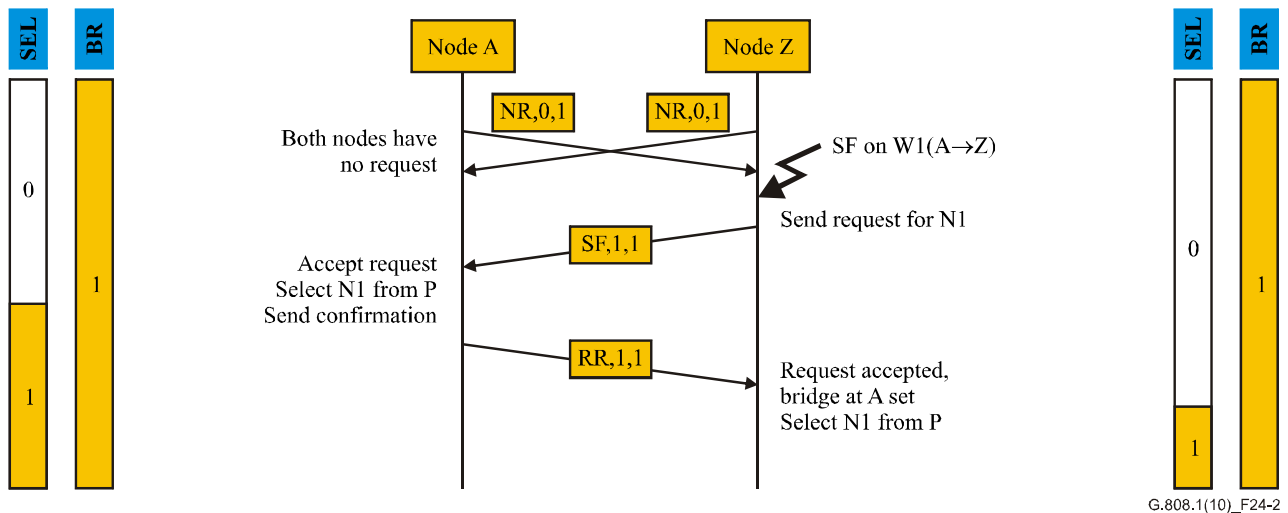 SEL
BR
Node A
Node Z
SEL
BR
NR,0,1
NR,0,1
Both nodes have
no request
SF on W1(A→Z)
0
Send request for N1
SF,1,1
0
Accept request
Select N1 from P
Send confirmation
1
1
RR,1,1
Request accepted,
bridge at A set
Select N1 from P
1
1
G.808.1(10)_F24-2